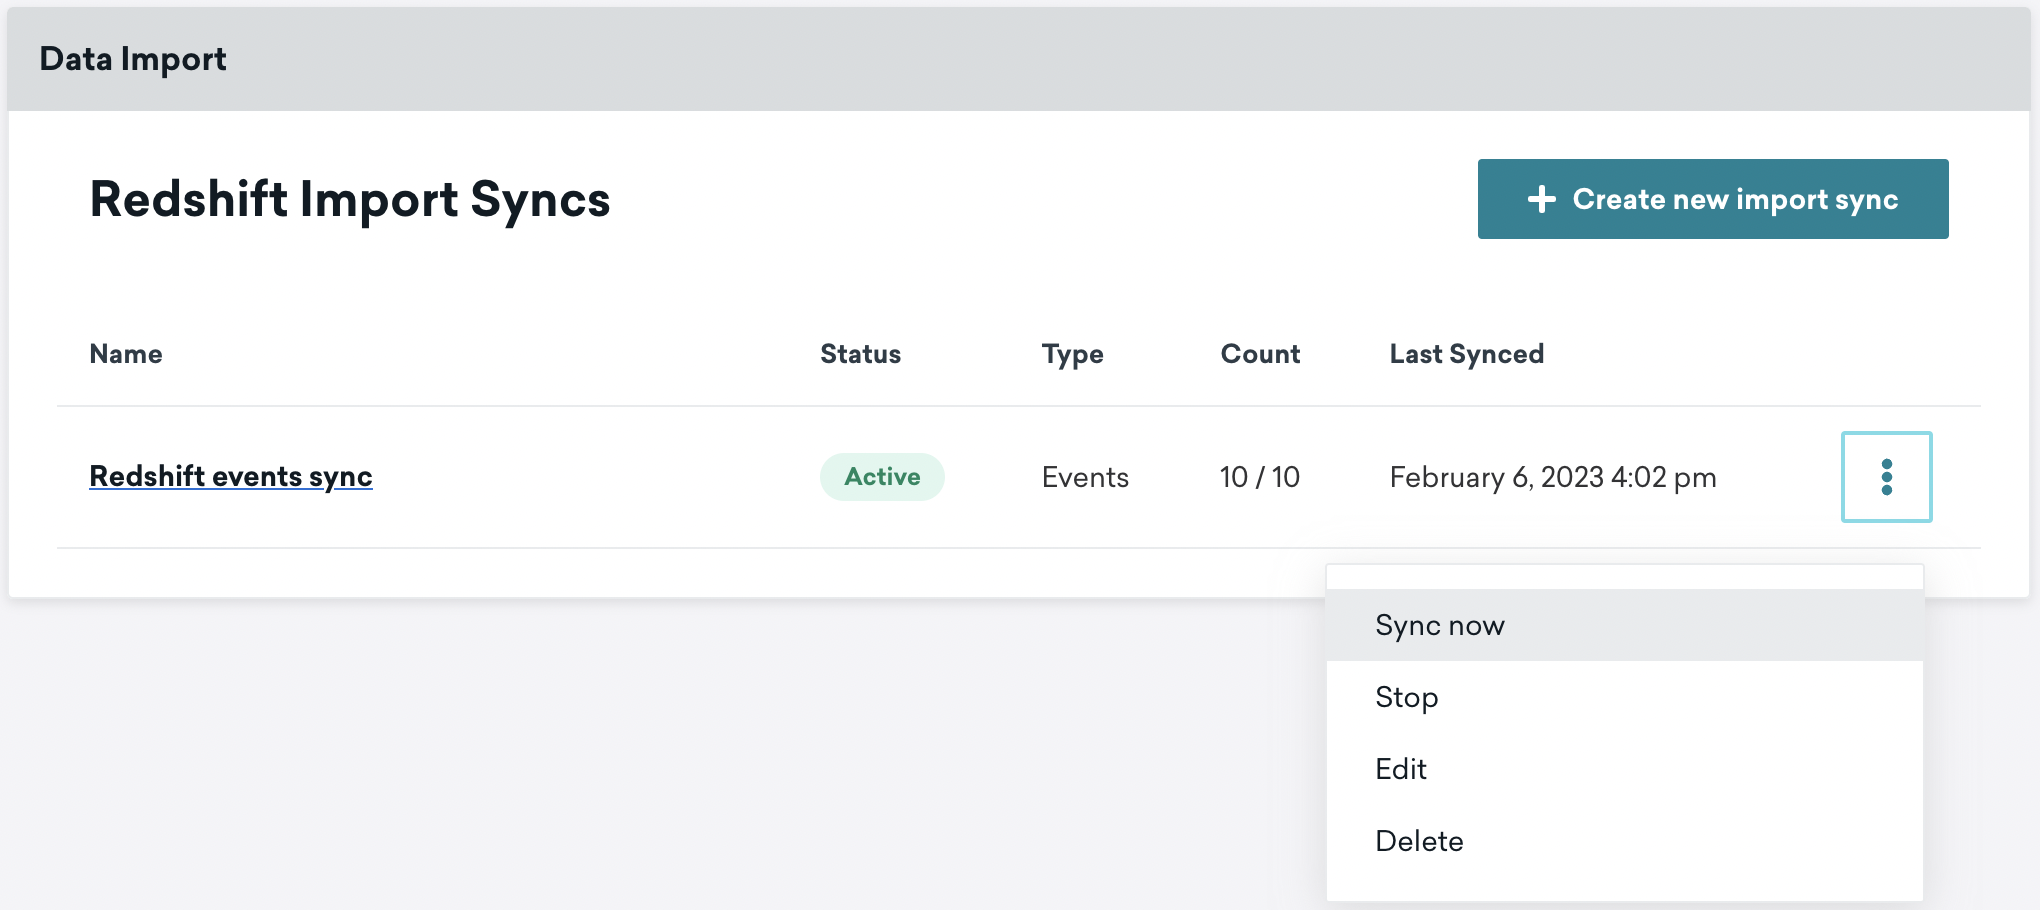 Data Import
Redshift Import Syncs
Create new import sync
Name Status Type Count Last Synced
Redshift events sync Active Events 10 / 10 February 6, 2023 4:02 pm
Sync now
Stop
Edit
Delete